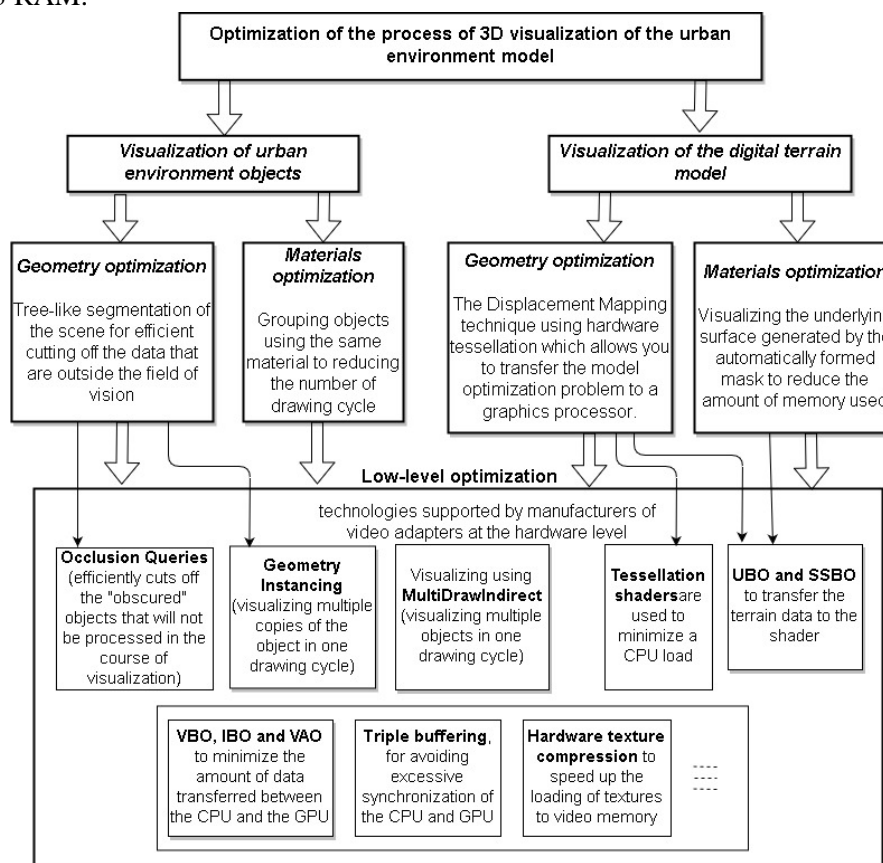 RAM.
Optimization of the process of 3D visualization of the urban
environment model
Visualization of urban
environment objects
Visualization of the digital terrain
model
Geometry optimization
Tree-like segmentation of
the scene for efficient
cutting off the data that
are outside the field of
vision
Materials
optimization
Grouping objects
using the same
material to reducing
the number of
drawing cycle
Geometry optimization
The Displacement Mapping
technique using hardware
tessellation which allows you
to transfer the model
optimization problem to a
graphics processor.
Materials optimization
Visualizing the underlyin
surface generated by the
automatically formed
mask to reduce the
amount of memory used
Low-level optimization
technologies supported by manufacturers of
video adapters at the hardware level
Occlusion Queries
(efficiently cuts off
the "obscured"
objects that will not
be processed in the
course of
visualization)
Geometry
Instancing
(visualizing multiple
copies of the
object in one
drawing cycle)
Visualizing using
MultiDrawIndirect
(visualizing multiple
objects in one
drawing cycle)
Tessellation
shadersare
used to
minimize a
CPU load
UBO and SSBO
to transfer the
terrain data to the
shader
VBO, IBO and VAO
to minimize the
amount of data
transferred between
the CPU and the GPU
Triple buffering,
for avoiding
excessive
synchronization of
the CPU and GPU
Hardware texture
compression to
speed up the
loading of textures
to video memory